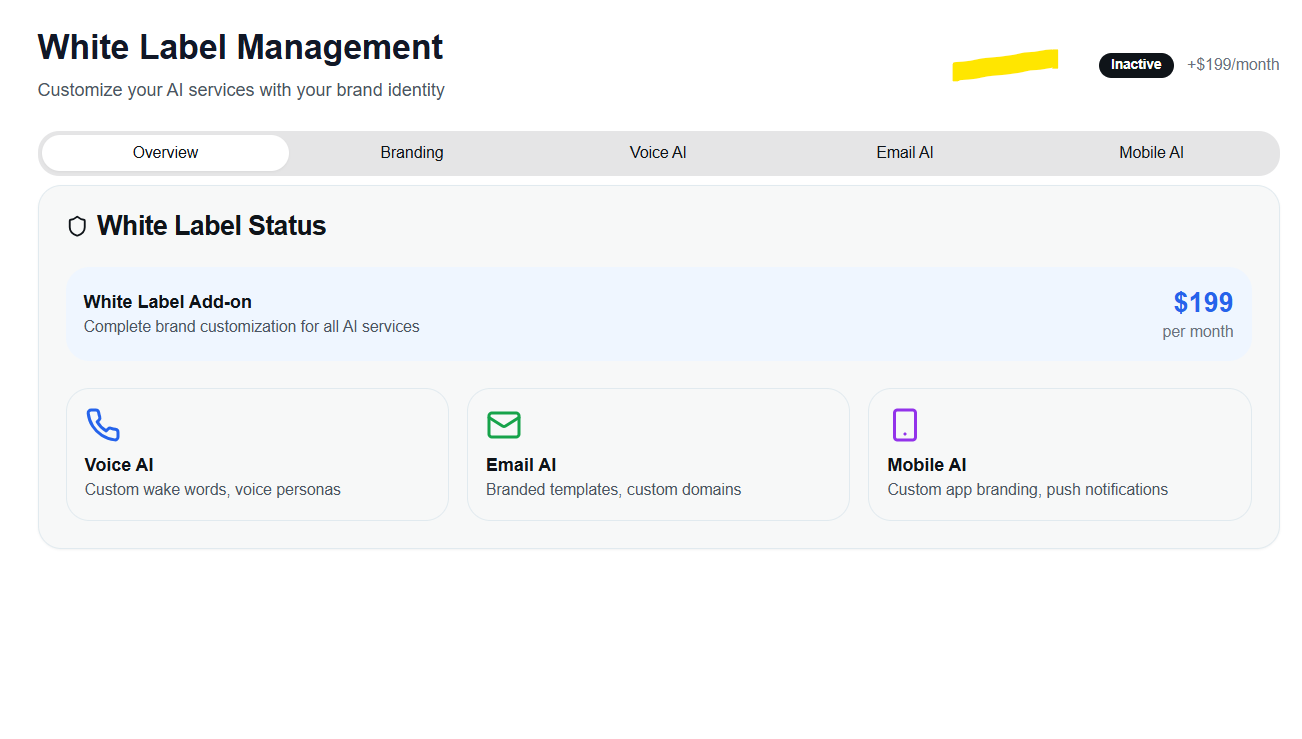 White Label Management
Customize your AI services with your brand identity
Inactive +$199/month
Overview Branding Voice AI Email AI Mobile AI
White Label Status
White Label Add-on
Complete brand customization for all AI services
$199
per month
Voice AI
Custom wake words, voice personas
Email AI
Branded templates, custom domains
Mobile AI
Custom app branding, push notifications